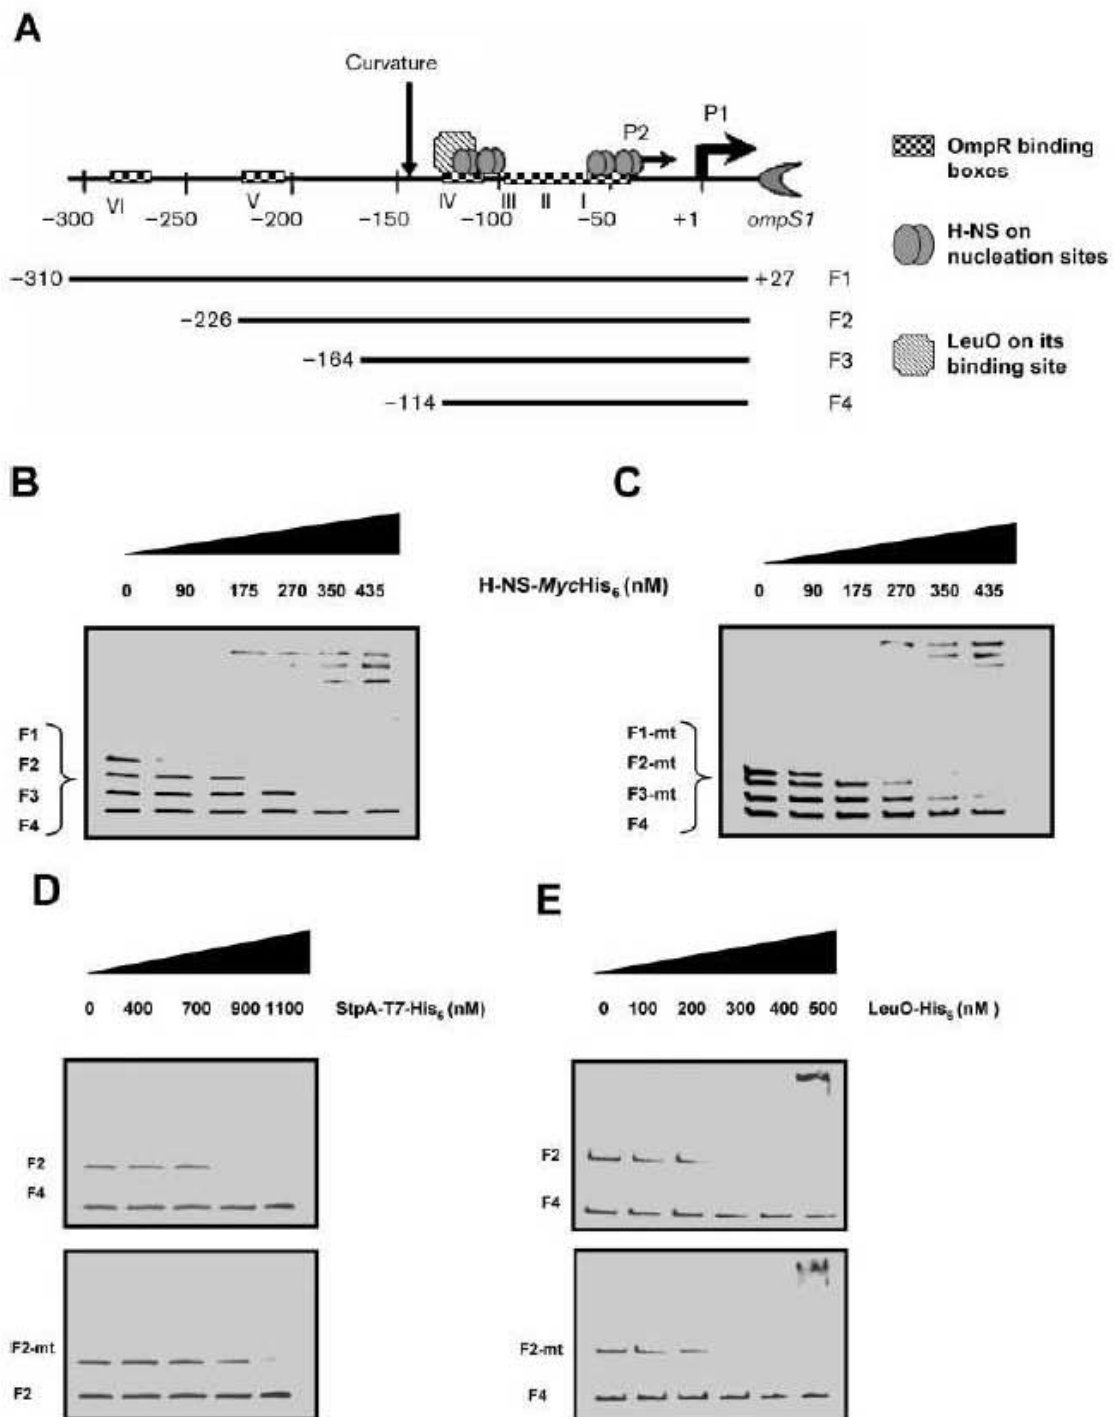 A
Curvature
P1
P2
OmpR binding
boxes
VI V IV III II I
−300 −250 −200 −150 −100 −50 +1 ompS1
H-NS on
nucleation sites
−310 +27 F1
−226 F2
−164 F3
LeuO on its
binding site
−114 F4
B
0 90 175 270 350 435
H-NS-MycHis6 (nM)
F1
F2
F3
F4
C
0 90 175 270 350 435
F1-mt
F2-mt
F3-mt
F4
D
0 400 700 900 1100 StpA-T7-His6 (nM)
F2
F4
F2-mt
F2
E
0 100 200 300 400 500 LeuO-His6 (nM )
F2
F4
F2-mt
F4